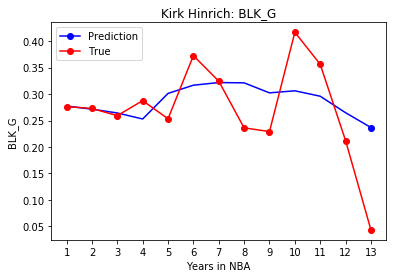 Kirk Hinrich: BLK_G
Prediction
True
0.40
0.35
0.30
0.25
0.20
0.15
0.10
0.05
BLK_G
1 2 3 4 5 6 7 8 9 10 11 12 13
Years in NBA